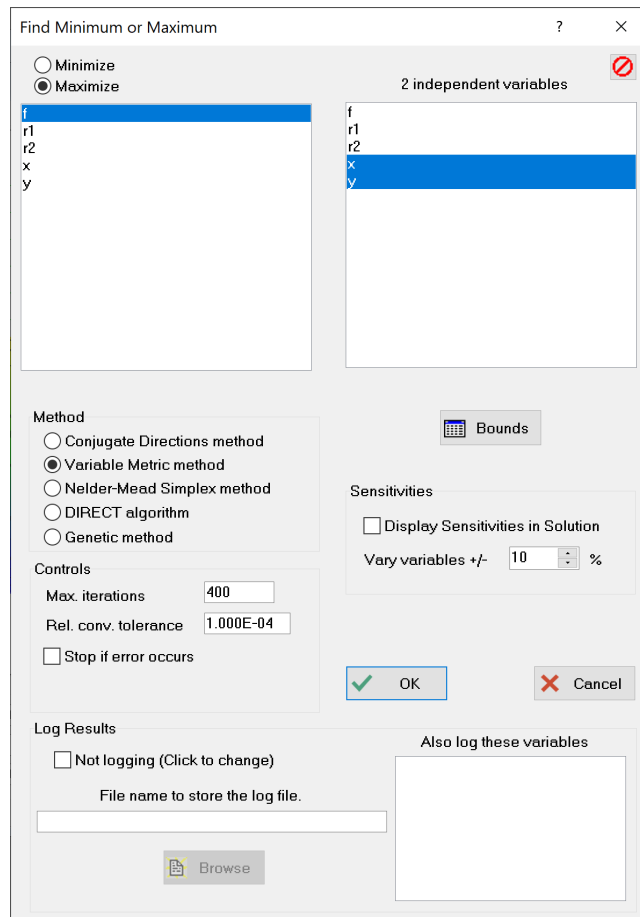 Find Minimum or Maximum
?
Minimize
Maximize
2 independent variables
f
r1
r2
x
y
f
r1
r2
x
y
Method
Conjugate Directions method
Variable Metric method
Nelder-Mead Simplex method
DIRECT algorithm
Genetic method
Bounds
Sensitivities
Display Sensitivities in Solution
Vary variables +/- 10 %
Controls
Max. iterations 400
Rel. conv. tolerance 1.000E-04
Stop if error occurs
OK
Cancel
Log Results
Not logging (Click to change)
File name to store the log file.
Browse
Also log these variables